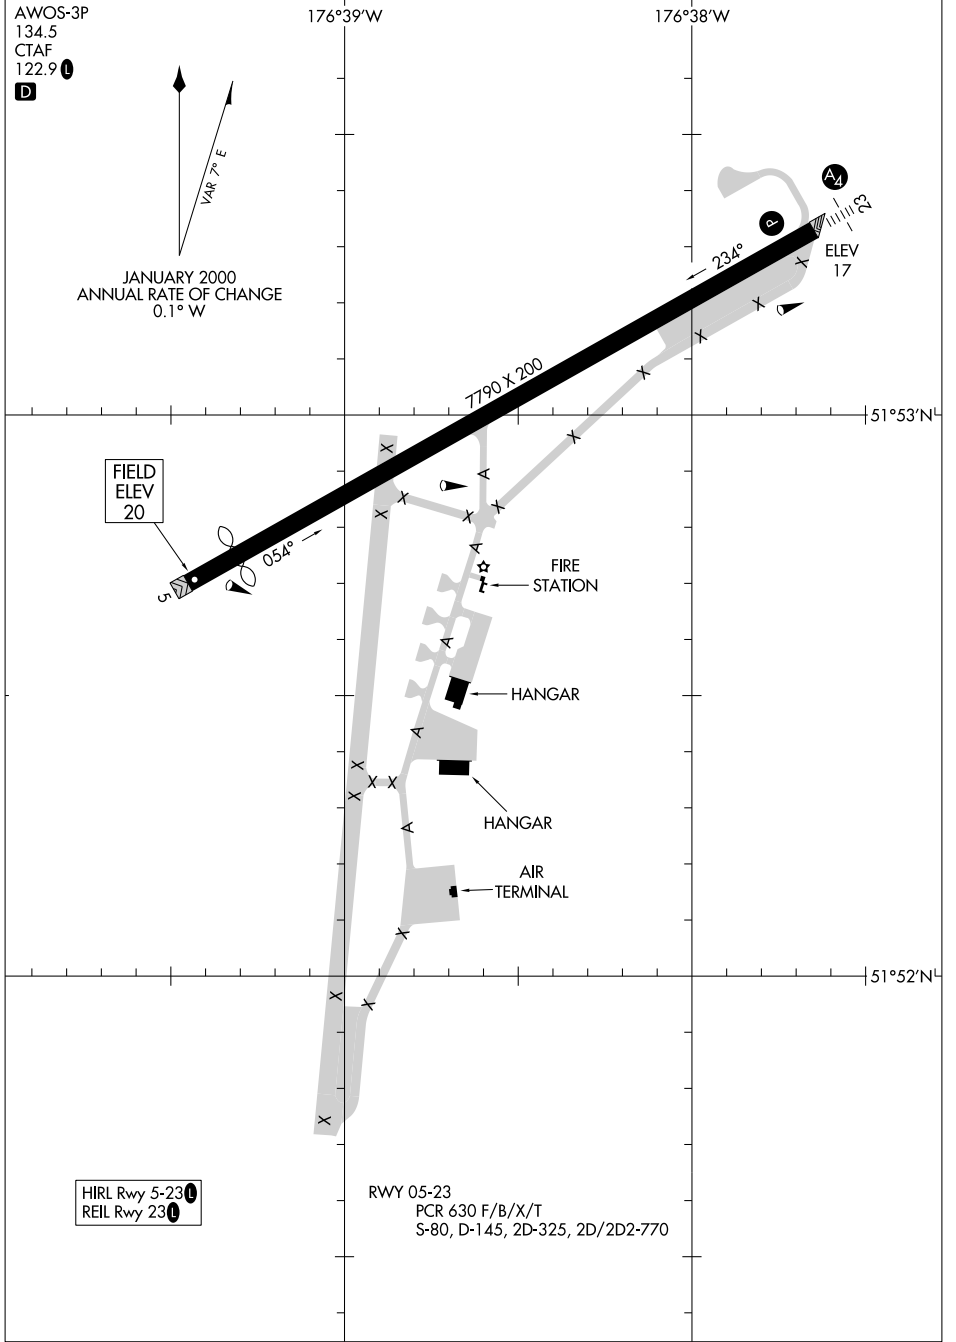 AWOS-3P
134.5
CTAF
122.9 L
D
176°39'W
176°38'W
VAR 7° E
JANUARY 2000
ANNUAL RATE OF CHANGE
0.1° W
A4
P
23
ELEV
17
234°
7790 X 200
51°53'N
FIELD
ELEV
20
X
X
X
X
X
X
X
X
X
X
A
054°
5
A
FIRE
STATION
A
HANGAR
A
X
X
X
X
HANGAR
A
AIR
TERMINAL
X
51°52'N
X
X
X
HIRL Rwy 5-23 L
REIL Rwy 23 L
RWY 05-23
PCR 630 F/B/X/T
S-80, D-145, 2D-325, 2D/2D2-770